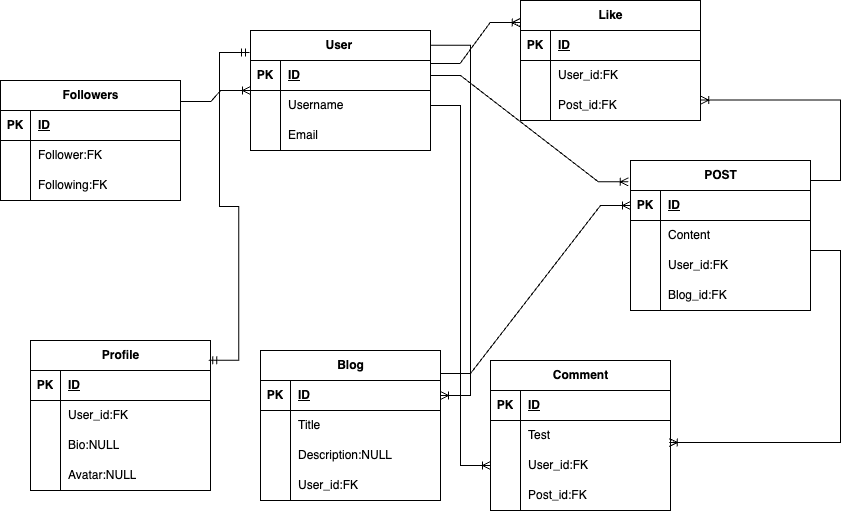 User
PK ID
Username
Email
Like
PK ID
User_id:FK
Post_id:FK
Followers
PK ID
Follower:FK
Following:FK
POST
PK ID
Content
User_id:FK
Blog_id:FK
Profile
PK ID
User_id:FK
Bio:NULL
Avatar:NULL
Blog
PK ID
Title
Description:NULL
User_id:FK
Comment
PK ID
Test
User_id:FK
Post_id:FK